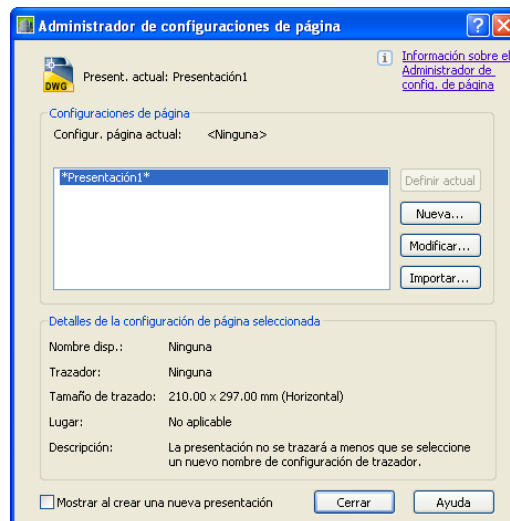 Administrador de configuraciones de página
Present. actual: Presentación1
Información sobre el
Administrador de
config. de página
DWG
Configuraciones de página
Configur. página actual: <Ninguna>
*Presentación1*
Definir actual
Nueva...
Modificar...
Importar...
Detalles de la configuración de página seleccionada
Nombre disp.: Ninguna
Trazador: Ninguna
Tamaño de trazado: 210.00 x 297.00 mm (Horizontal)
Lugar: No aplicable
Descripción: La presentación no se trazará a menos que se seleccione
un nuevo nombre de configuración de trazador.
Mostrar al crear una nueva presentación
Cerrar
Ayuda